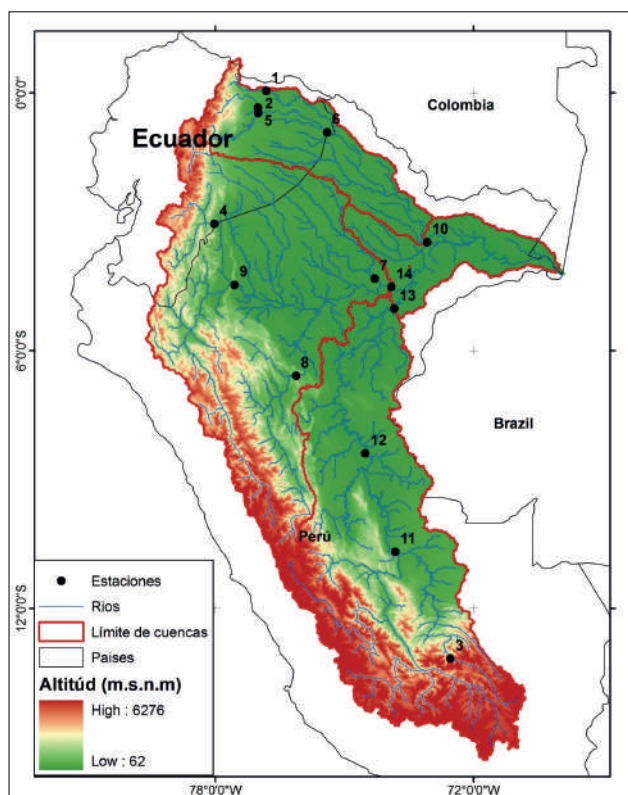 1
0°0'0"
2
Colombia
5
6
Ecuador
4
10
9
7
14
13
6°0'0"S
8
Brazil
12
Perú
11
Estaciones
Rios
12°0'0"S
Límite de cuencas
3
Paises
Altitúd (m.s.n.m)
High : 6276
Low : 62
78°0'0"W
72°0'0"W